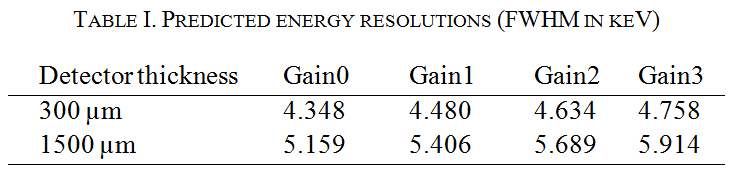 TABLE I. PREDICTED ENERGY RESOLUTIONS (FWHM IN KEV)
Detector thickness Gain0 Gain1 Gain2 Gain3
300 µm 4.348 4.480 4.634 4.758
1500 µm 5.159 5.406 5.689 5.914